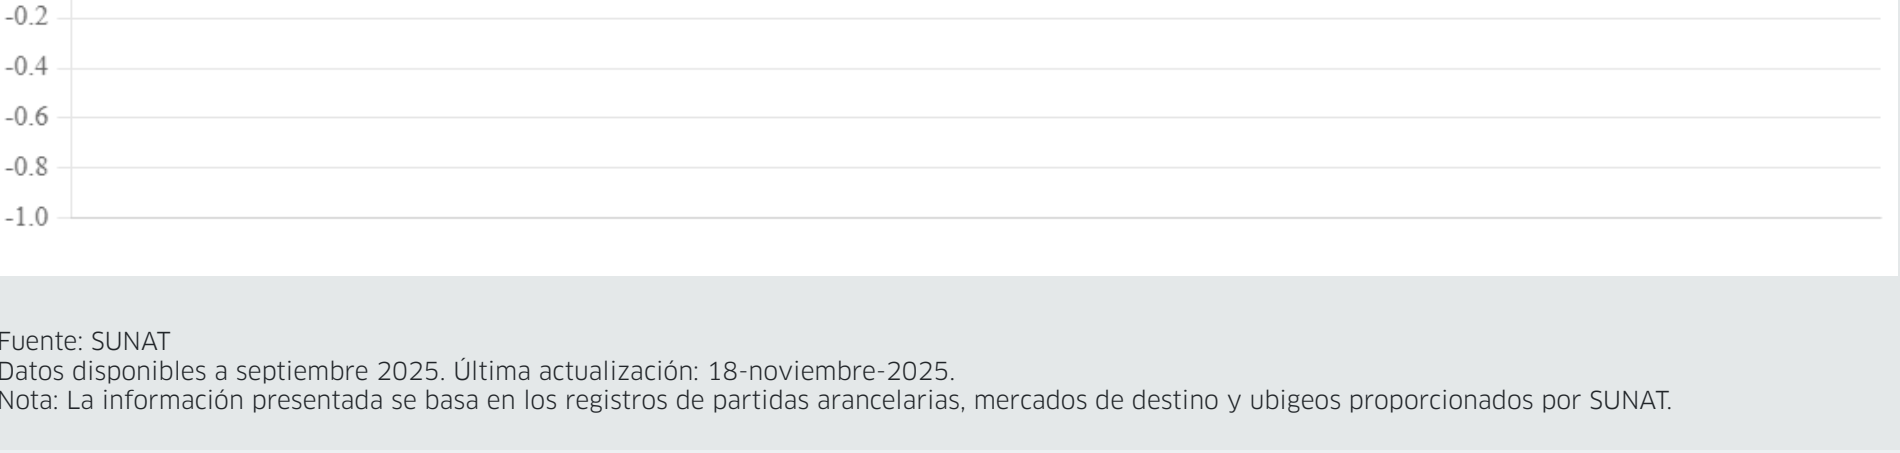 -0.2
-0.4
-0.6
-0.8
-1.0
Fuente: SUNAT
Datos disponibles a septiembre 2025. Última actualización: 18-noviembre-2025.
Nota: La información presentada se basa en los registros de partidas arancelarias, mercados de destino y ubigeos proporcionados por SUNAT.